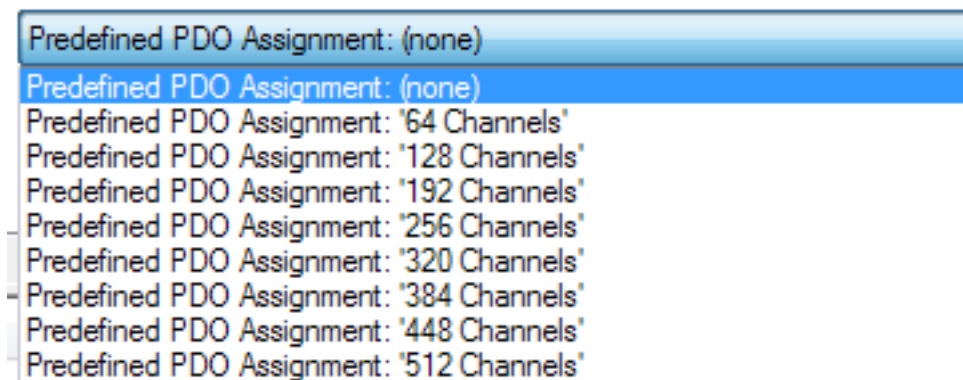 Predefined PDO Assignment: (none)
Predefined PDO Assignment: (none)
Predefined PDO Assignment: '64 Channels'
Predefined PDO Assignment: '128 Channels'
Predefined PDO Assignment: '192 Channels'
Predefined PDO Assignment: '256 Channels'
Predefined PDO Assignment: '320 Channels'
Predefined PDO Assignment: '384 Channels'
Predefined PDO Assignment: '448 Channels'
Predefined PDO Assignment: '512 Channels'